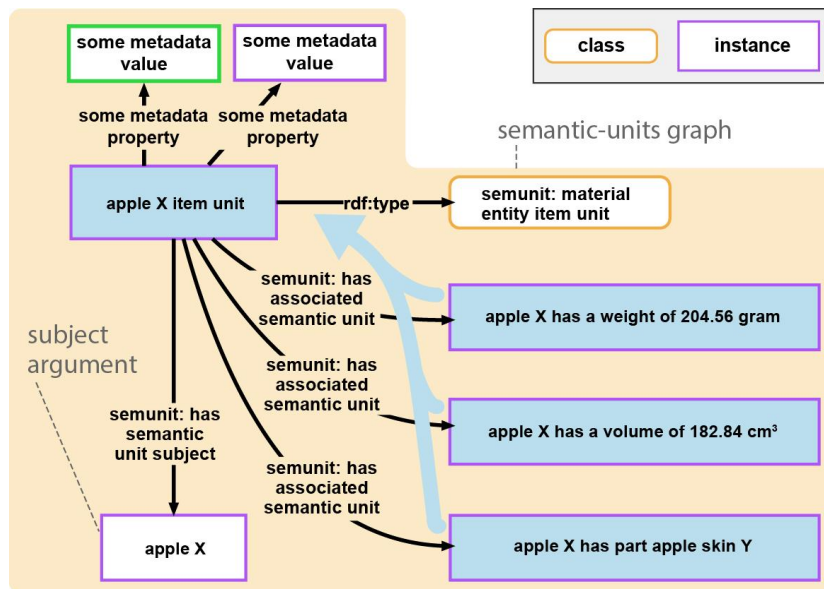 some metadata
value
some metadata
value
class
instance
some metadata
property
some metadata
property
semantic-units graph
apple X item unit
rdf:type
semunit: material
entity item unit
semunit: has
associated
semantic unit
apple X has a weight of 204.56 gram
subject
argument
semunit: has
associated
semantic unit
apple X has a volume of 182.84 cm³
semunit: has
semantic
unit subject
semunit: has
associated
semantic unit
apple X
apple X has part apple skin Y